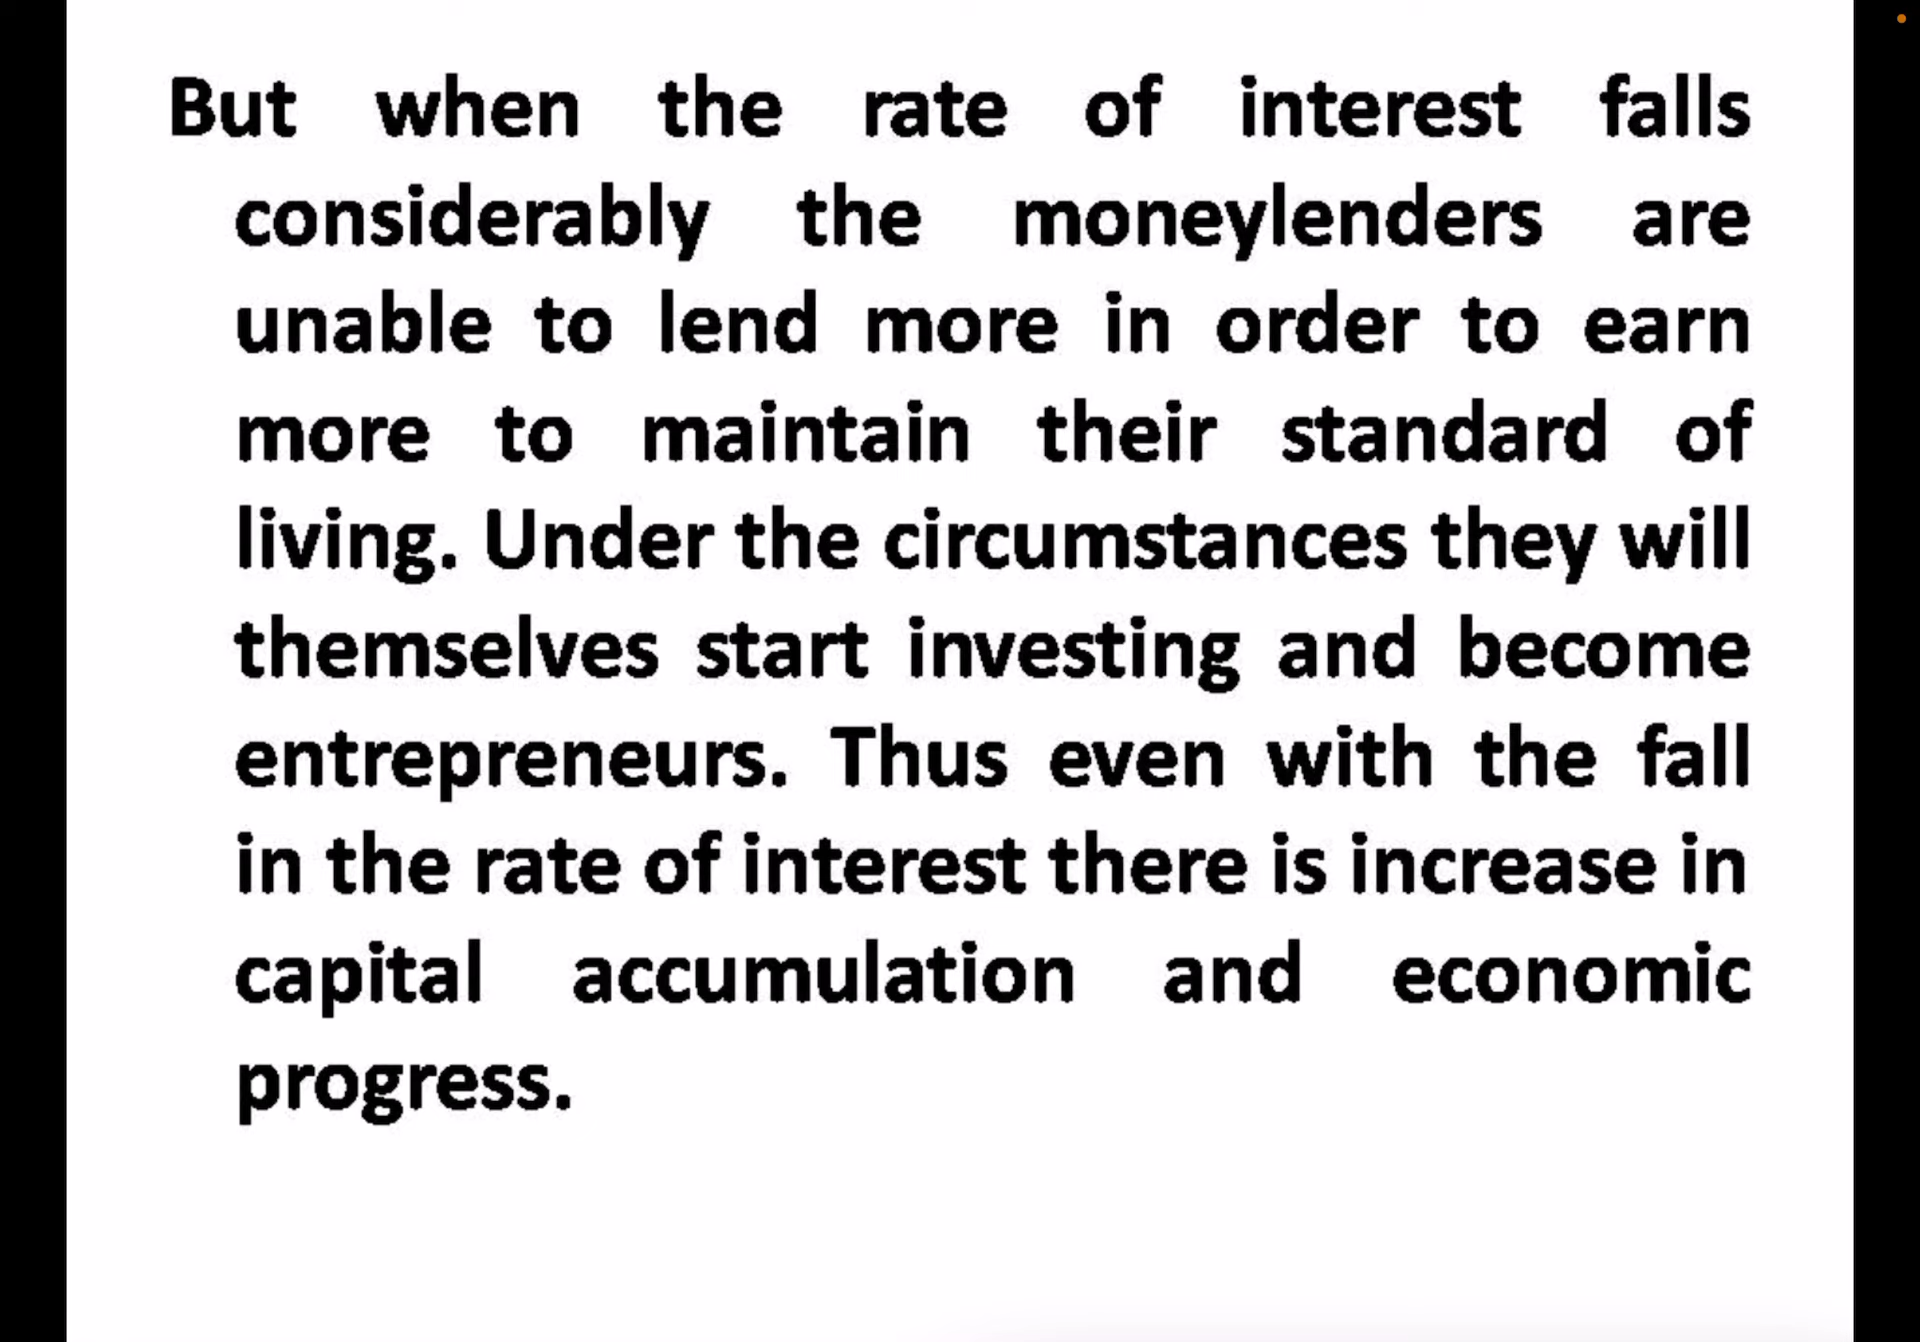 But when the rate of interest falls
considerably the moneylenders are
unable to lend more in order to earn
more to maintain their standard of
living. Under the circumstances they will
themselves start investing and become
entrepreneurs. Thus even with the fall
in the rate of interest there is increase in
capital accumulation and economic
progress.